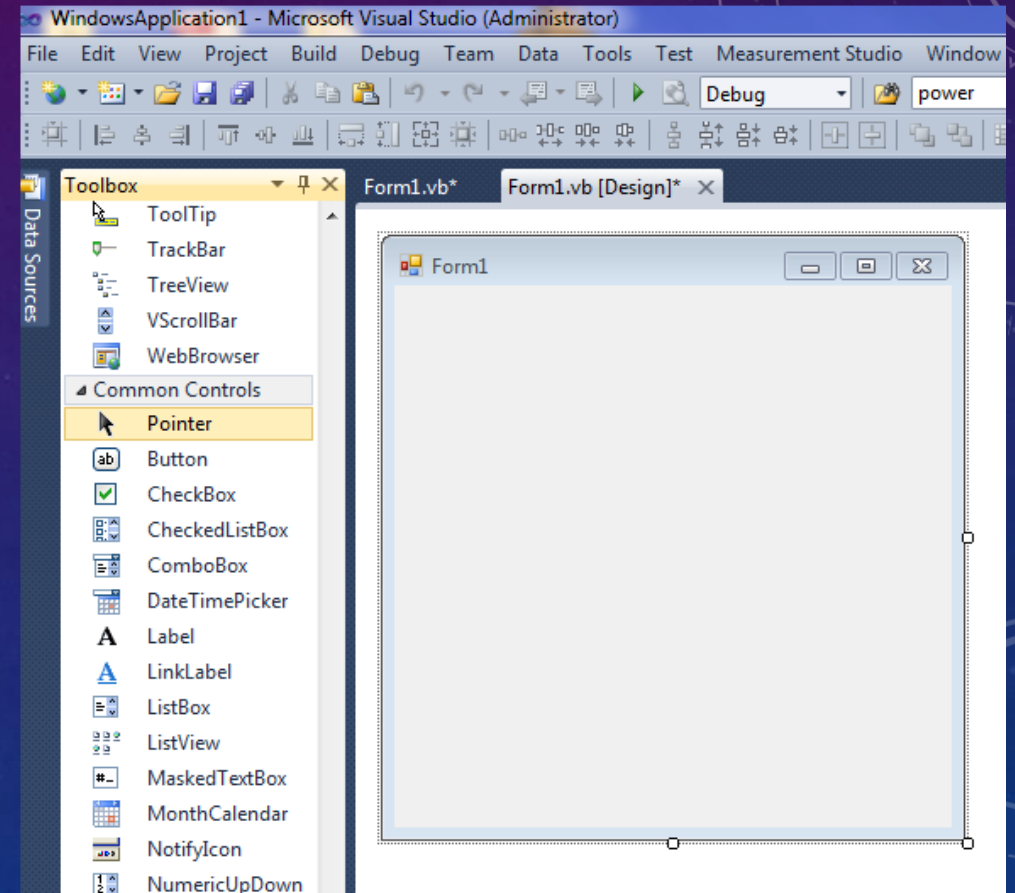 WindowsApplication1 - Microsoft Visual Studio (Administrator)
File Edit View Project Build Debug Team Data Tools Test Measurement Studio Window
Debug power
Toolbox
Form1.vb* Form1.vb [Design]*
Data Sources
ToolTip
TrackBar
TreeView
VScrollBar
WebBrowser
Common Controls
Pointer
ab Button
CheckBox
CheckedListBox
ComboBox
DateTimePicker
A Label
A LinkLabel
ListBox
ListView
#_ MaskedTextBox
MonthCalendar
NotifyIcon
NumericUpDown
Form1